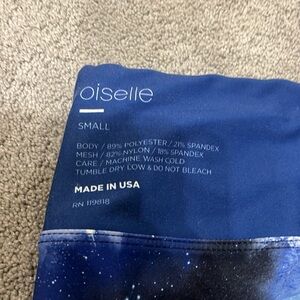 oiselle
SMALL
BODY / 89% POLYESTER / 21% SPANDEX
MESH / 82% NYLON / 18% SPANDEX
CARE / MACHINE WASH COLD
TUMBLE DRY LOW & DO NOT BLEACH
MADE IN USA
RN 119818